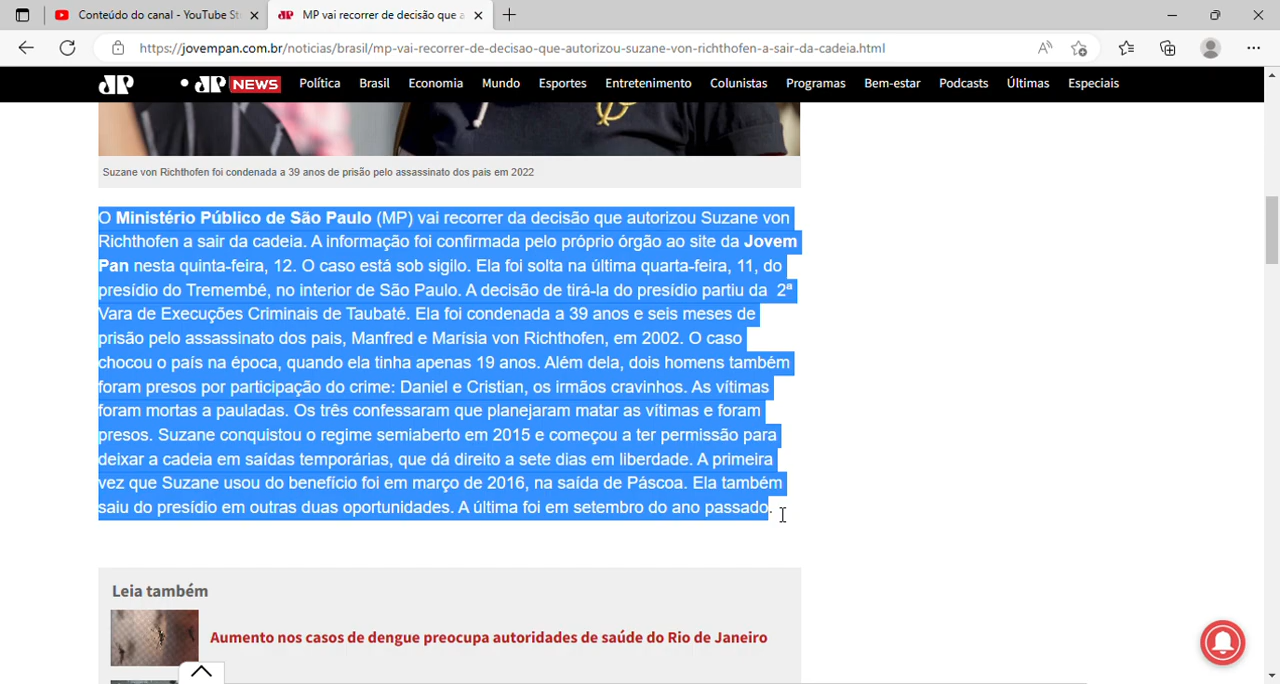 Conteúdo do canal - YouTube St
MP vai recorrer de decisão que a
https://jovempan.com.br/noticias/brasil/mp-vai-recorrer-de-decisao-que-autorizou-suzane-von-richthofen-a-sair-da-cadeia.html
JP JP NEWS Política Brasil Economia Mundo Esportes Entretenimento Colunistas Programas Bem-estar Podcasts Últimas Especiais
Suzane von Richthofen foi condenada a 39 anos de prisão pelo assassinato dos pais em 2022
O Ministério Público de São Paulo (MP) vai recorrer da decisão que autorizou Suzane von
Richthofen a sair da cadeia. A informação foi confirmada pelo próprio órgão ao site da Jovem
Pan nesta quinta-feira, 12. O caso está sob sigilo. Ela foi solta na última quarta-feira, 11, do
presídio do Tremembé, no interior de São Paulo. A decisão de tirá-la do presídio partiu da 2ª
Vara de Execuções Criminais de Taubaté. Ela foi condenada a 39 anos e seis meses de
prisão pelo assassinato dos pais, Manfred e Marísia von Richthofen, em 2002. O caso
chocou o país na época, quando ela tinha apenas 19 anos. Além dela, dois homens também
foram presos por participação do crime: Daniel e Cristian, os irmãos cravinhos. As vítimas
foram mortas a pauladas. Os três confessaram que planejaram matar as vítimas e foram
presos. Suzane conquistou o regime semiaberto em 2015 e começou a ter permissão para
deixar a cadeia em saídas temporárias, que dá direito a sete dias em liberdade. A primeira
vez que Suzane usou do benefício foi em março de 2016, na saída de Páscoa. Ela também
saiu do presídio em outras duas oportunidades. A última foi em setembro do ano passado.
Leia também
Aumento nos casos de dengue preocupa autoridades de saúde do Rio de Janeiro